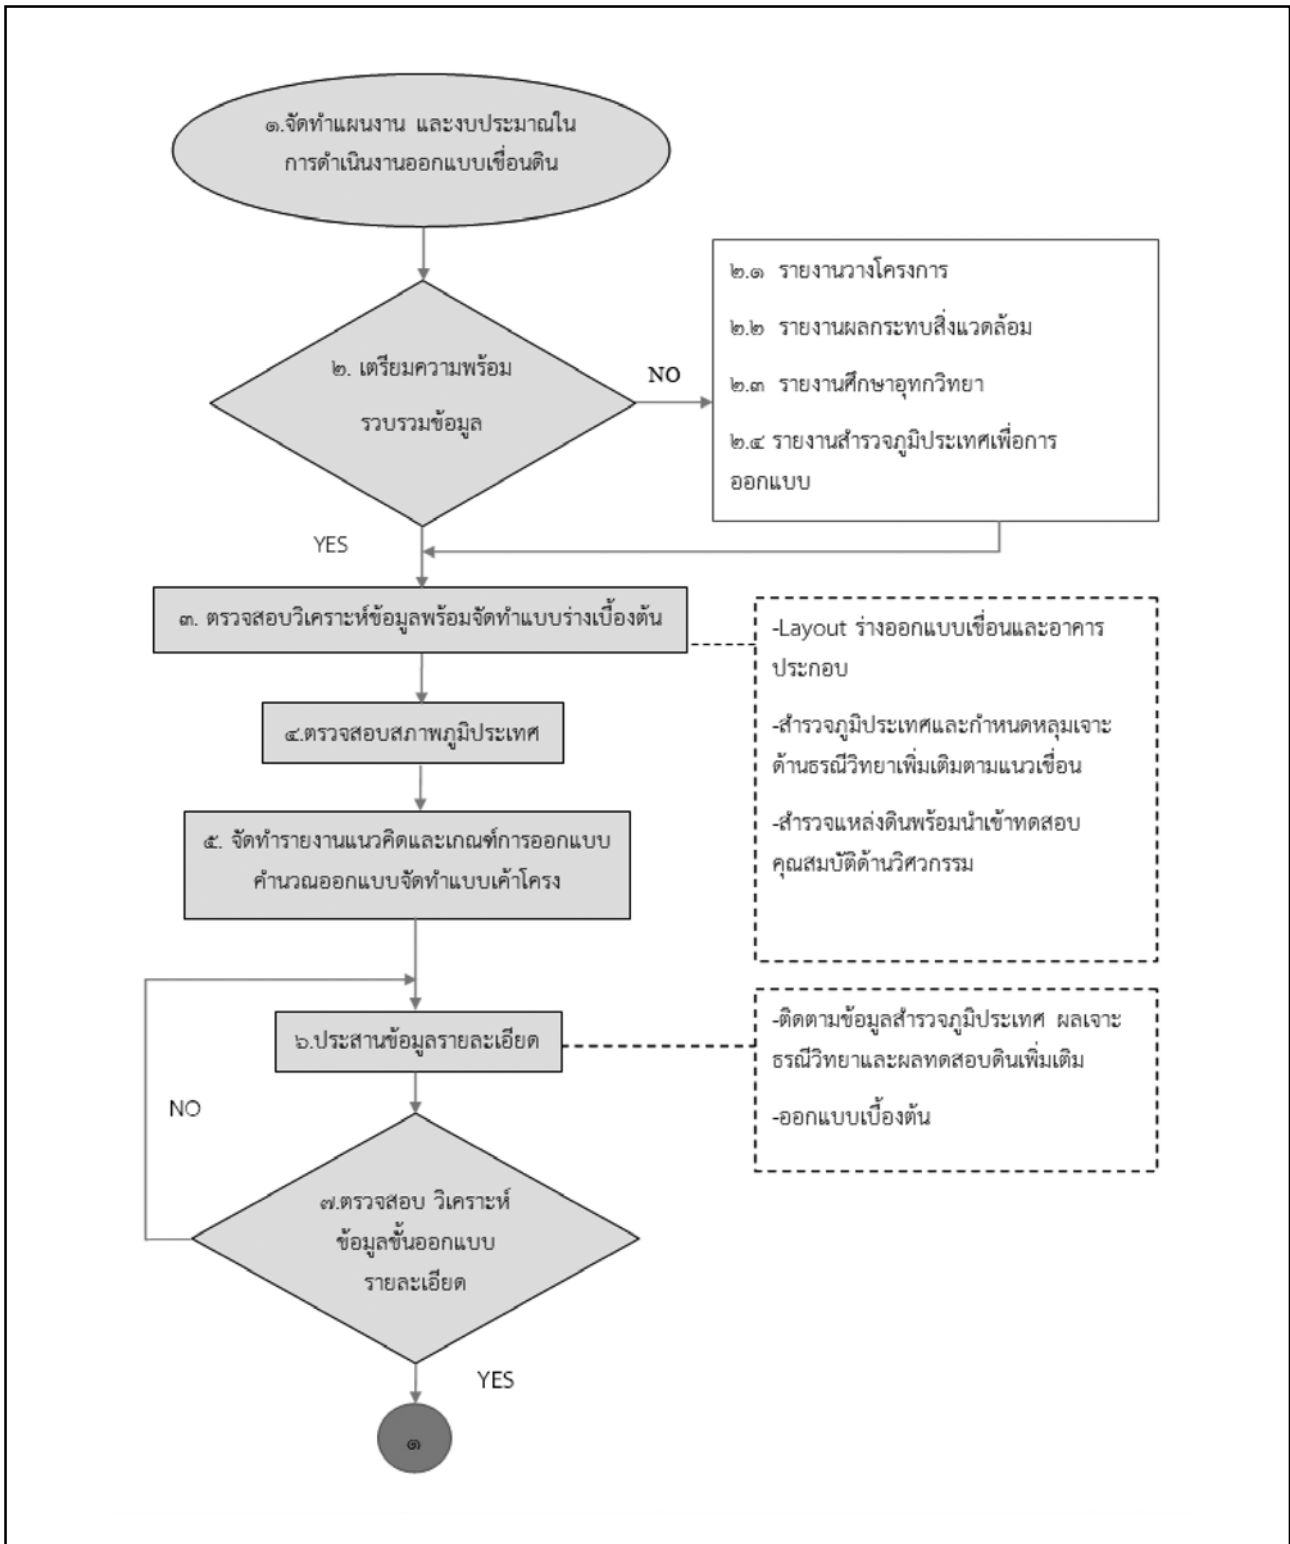 ๑.จัดทำแผนงาน และงบประมาณใน
การดำเนินงานออกแบบเขื่อนดิน
๒. เตรียมความพร้อม
รวบรวมข้อมูล
NO
๒.๑ รายงานวางโครงการ
๒.๒ รายงานผลกระทบสิ่งแวดล้อม
๒.๓ รายงานศึกษาอุทกวิทยา
๒.๔ รายงานสำรวจภูมิประเทศเพื่อการ
ออกแบบ
YES
๓. ตรวจสอบวิเคราะห์ข้อมูลพร้อมจัดทำแบบร่างเบื้องต้น
-Layout ร่างออกแบบเขื่อนและอาคาร
ประกอบ
-สำรวจภูมิประเทศและกำหนดหลุมเจาะ
ด้านธรณีวิทยาเพิ่มเติมตามแนวเขื่อน
-สำรวจแหล่งดินพร้อมนำเข้าทดสอบ
คุณสมบัติด้านวิศวกรรม
๔.ตรวจสอบสภาพภูมิประเทศ
๕. จัดทำรายงานแนวคิดและเกณฑ์การออกแบบ
คำนวณออกแบบจัดทำแบบเค้าโครง
๖.ประสานข้อมูลรายละเอียด
-ติดตามข้อมูลสำรวจภูมิประเทศ ผลเจาะ
ธรณีวิทยาและผลทดสอบดินเพิ่มเติม
-ออกแบบเบื้องต้น
NO
๗.ตรวจสอบ วิเคราะห์
ข้อมูลขั้นออกแบบ
รายละเอียด
YES
๑